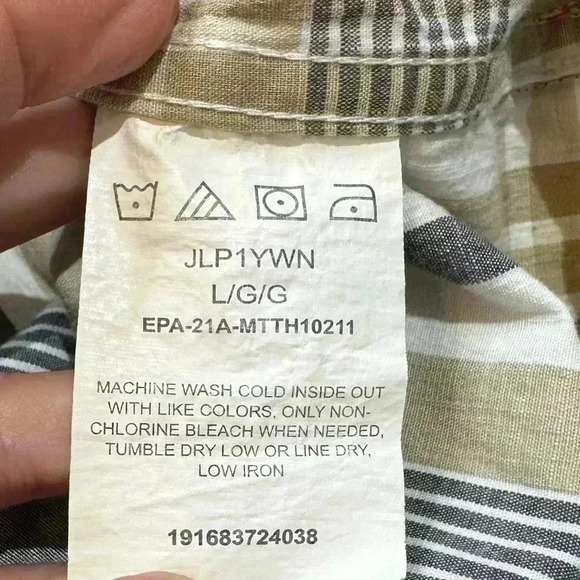 JLP1YWN
L/G/G
EPA-21A-MTTH10211
MACHINE WASH COLD INSIDE OUT
WITH LIKE COLORS, ONLY NON-
CHLORINE BLEACH WHEN NEEDED,
TUMBLE DRY LOW OR LINE DRY,
LOW IRON
191683724038